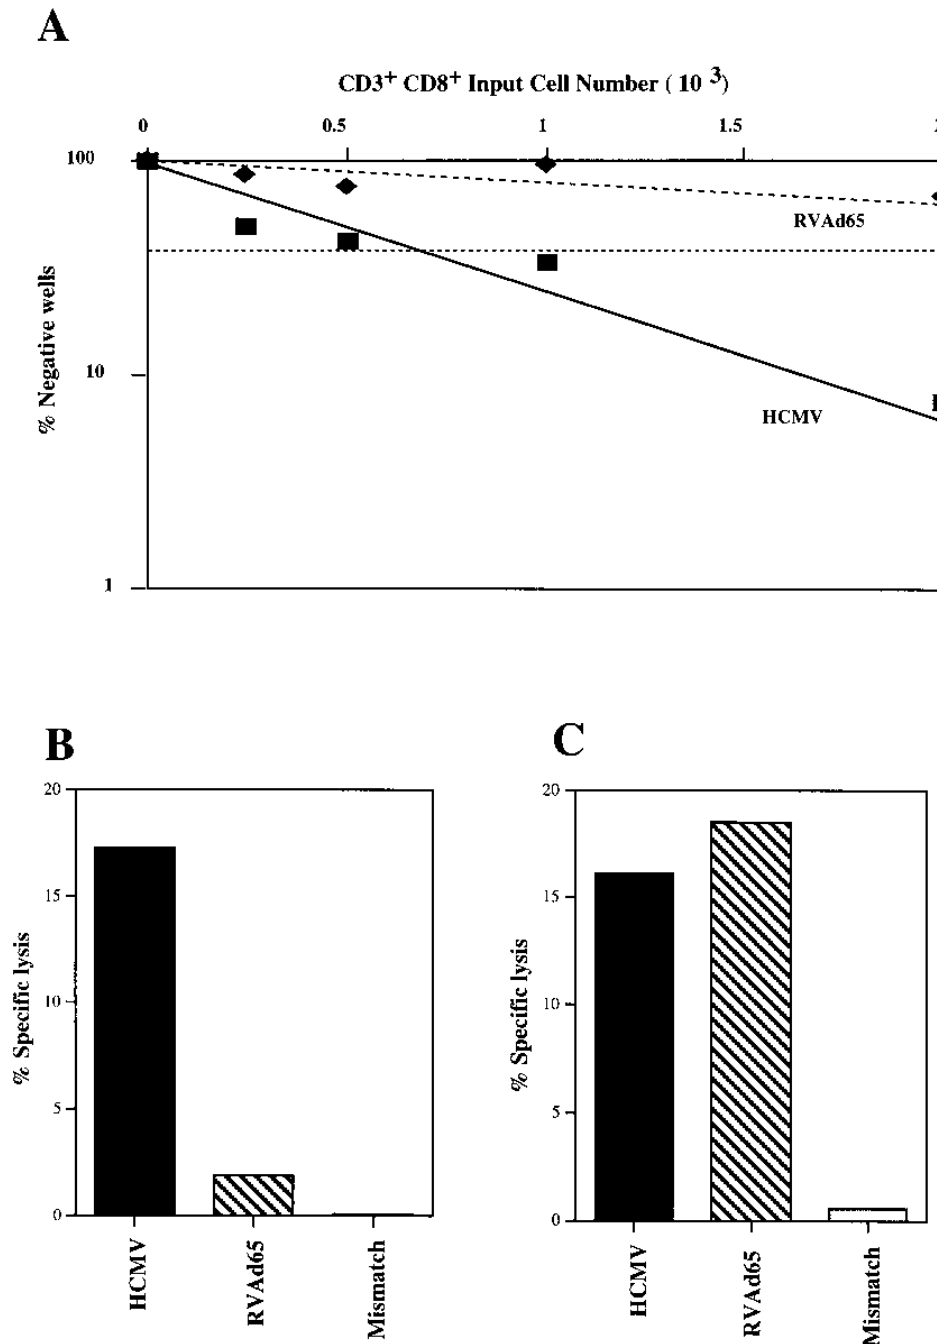 A
CD3+ CD8+ Input Cell Number ( 10 3)
0 0.5 1 1.5 2
100
10
1
% Negative wells
RVAd65
HCMV
B
20
15
10
5
0
% Specific lysis
HCMV
RVAd65
Mismatch
C
20
15
10
5
0
% Specific lysis
HCMV
RVAd65
Mismatch